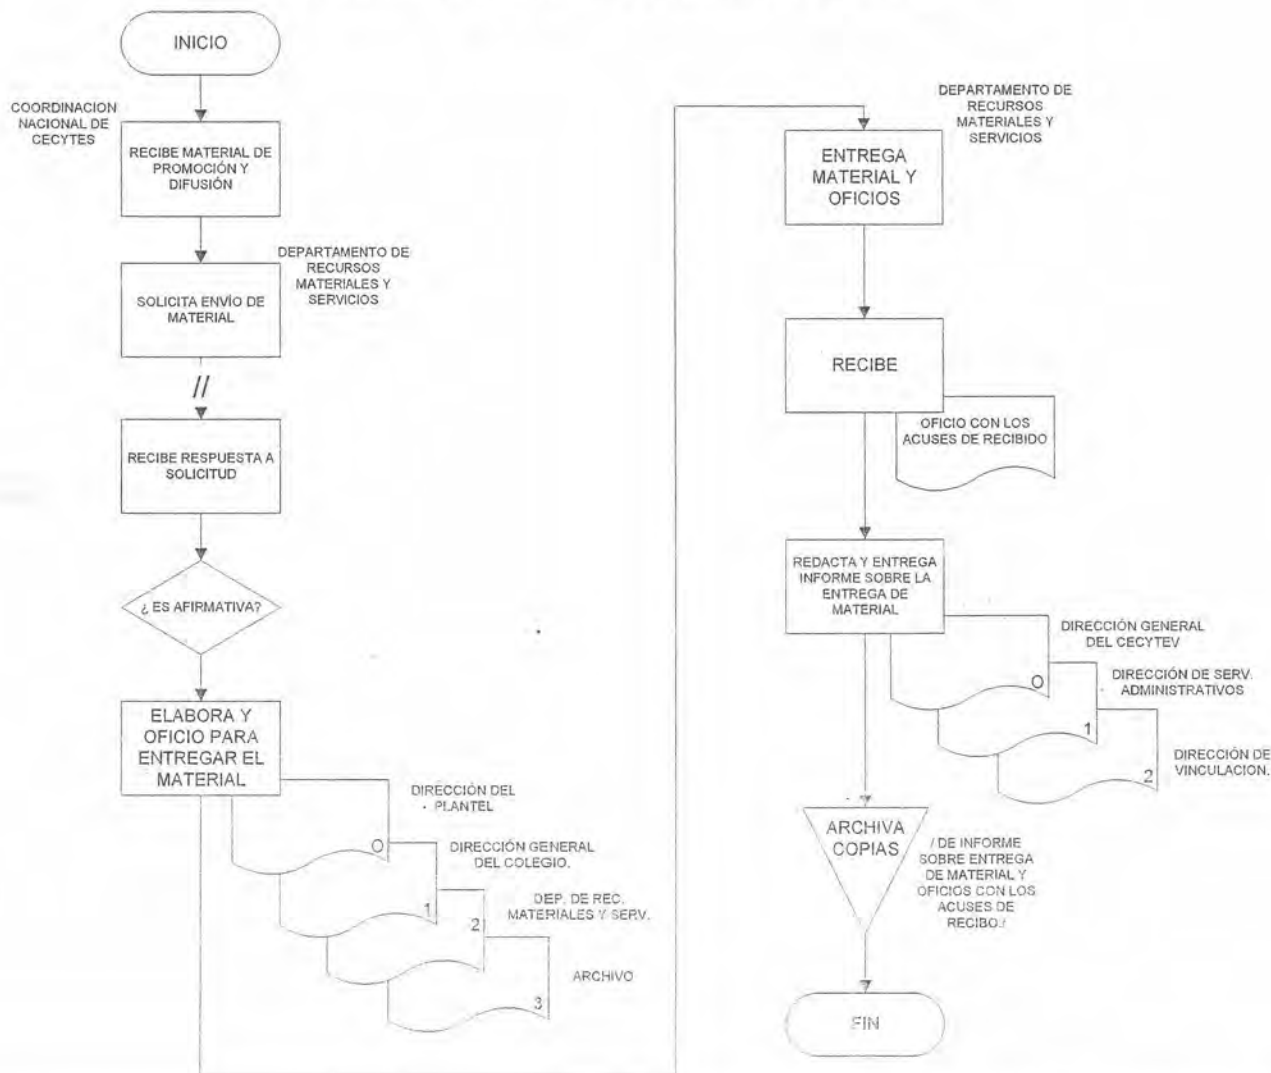 INICIO
COORDINACION
NACIONAL DE
CECYTES
RECIBE MATERIAL DE
PROMOCIÓN Y
DIFUSIÓN
DEPARTAMENTO DE
RECURSOS
MATERIALES Y
SERVICIOS
SOLICITA ENVÍO DE
MATERIAL
//
RECIBE RESPUESTA A
SOLICITUD
¿ ES AFIRMATIVA?
ELABORA Y
OFICIO PARA
ENTREGAR EL
MATERIAL
DIRECCIÓN DEL
PLANTEL
O
DIRECCIÓN GENERAL
DEL COLEGIO.
1
DEP. DE REC.
MATERIALES Y SERV.
2
ARCHIVO
3
DEPARTAMENTO DE
RECURSOS
MATERIALES Y
SERVICIOS
ENTREGA
MATERIAL Y
OFICIOS
RECIBE
OFICIO CON LOS
ACUSES DE RECIBIDO
REDACTA Y ENTREGA
INFORME SOBRE LA
ENTREGA DE
MATERIAL
DIRECCIÓN GENERAL
DEL CECYTEV
O
DIRECCIÓN DE SERV.
ADMINISTRATIVOS
1
DIRECCIÓN DE
VINCULACION.
2
ARCHIVA
COPIAS
/ DE INFORME
SOBRE ENTREGA
DE MATERIAL Y
OFICIOS CON LOS
ACUSES DE
RECIBO./
FIN